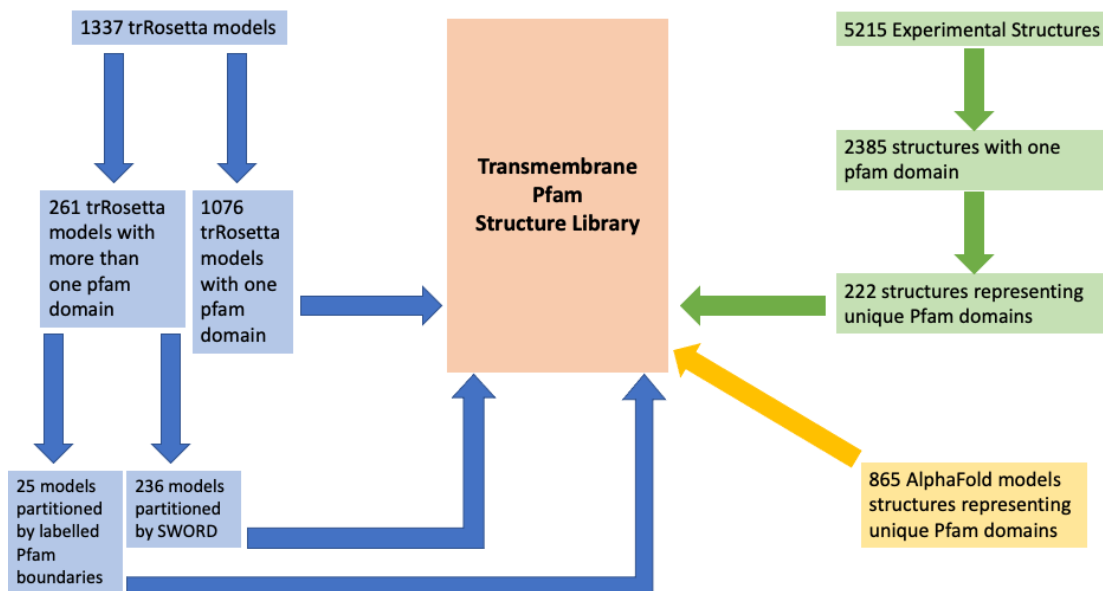 1337 trRosetta models
261 trRosetta
models with
more than
one pfam
domain
1076
trRosetta
models
with one
pfam
domain
25 models
partitioned
by labelled
Pfam
boundaries
236 models
partitioned
by SWORD
Transmembrane
Pfam
Structure Library
5215 Experimental Structures
2385 structures with one
pfam domain
222 structures representing
unique Pfam domains
865 AlphaFold models
structures representing
unique Pfam domains